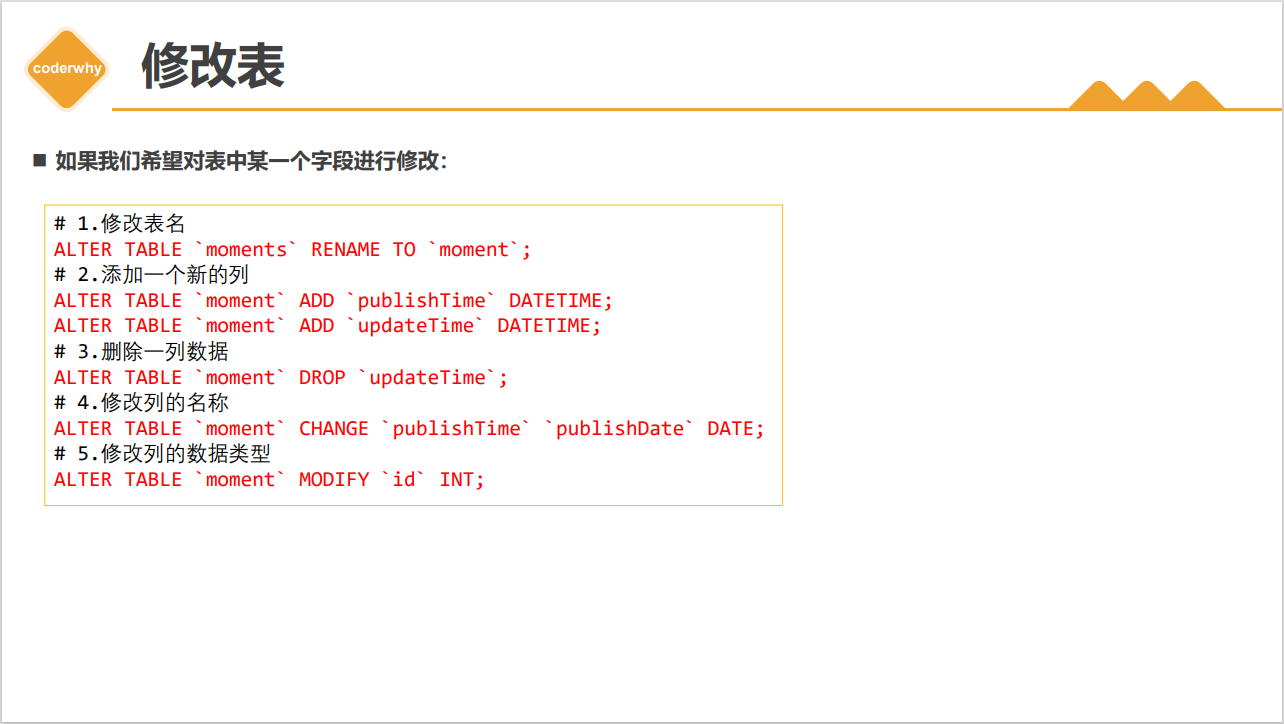 coderwhy
修改表
如果我们希望对表中某一个字段进行修改：
# 1.修改表名
ALTER TABLE `moments` RENAME TO `moment`;
# 2.添加一个新的列
ALTER TABLE `moment` ADD `publishTime` DATETIME;
ALTER TABLE `moment` ADD `updateTime` DATETIME;
# 3.删除一列数据
ALTER TABLE `moment` DROP `updateTime`;
# 4.修改列的名称
ALTER TABLE `moment` CHANGE `publishTime` `publishDate` DATE;
# 5.修改列的数据类型
ALTER TABLE `moment` MODIFY `id` INT;